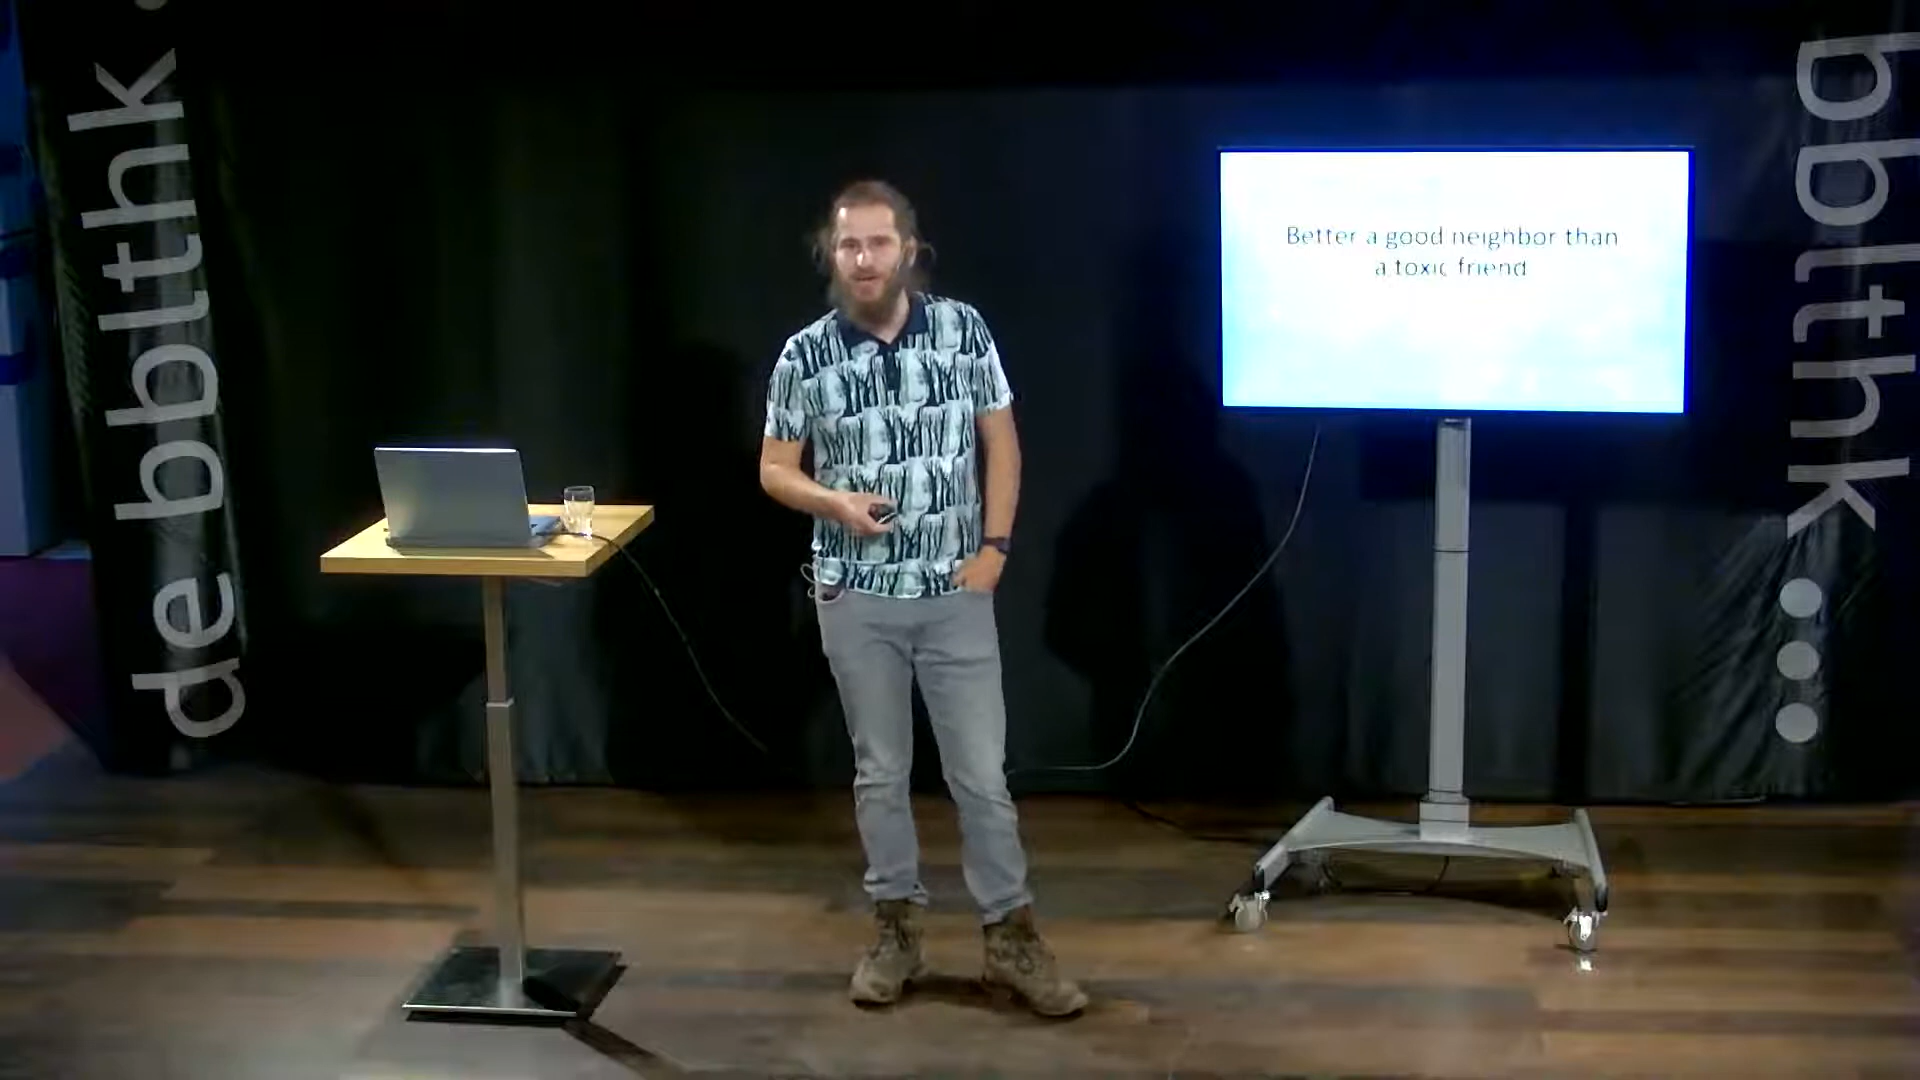 de bblthk
Better a good neighbor than
a toxic friend
bblthk...